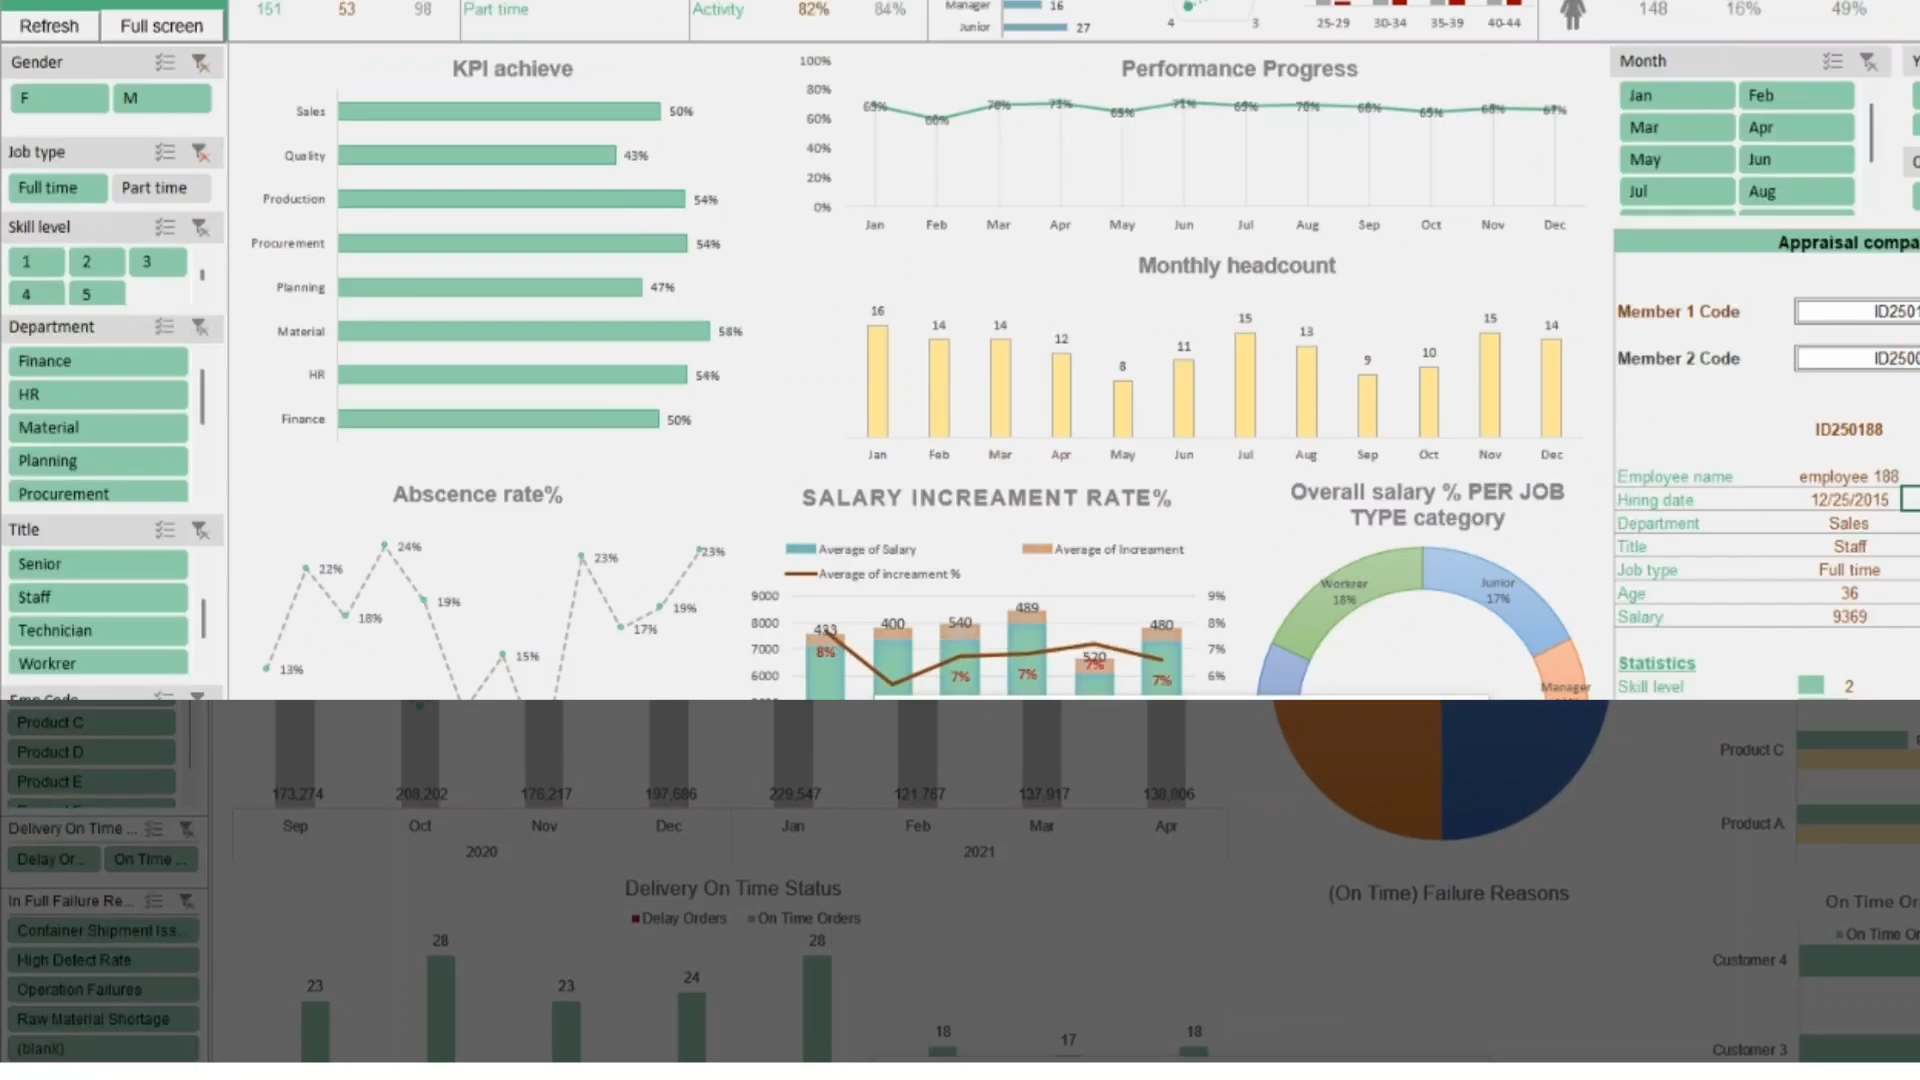 151 53 98 Part time Activity 82% 84%
Manager 16
Junior 27
4 3
25-29 30-34 35-39 40-44
148 16% 49%
Refresh Full screen
Gender
F M
Job type
Full time Part time
Skill level
1 2 3
4 5
Department
Finance
HR
Material
Planning
Procurement
Title
Senior
Staff
Technician
Workrer
Emp Code
KPI achieve
Sales 50%
Quality 43%
Production 54%
Procurement 54%
Planning 47%
Material 58%
HR 54%
Finance 50%
Performance Progress
100%
80%
60%
40%
20%
0%
69% 60% 70% 71% 65% 71% 69% 70% 68% 65% 68% 67%
Jan Feb Mar Apr May Jun Jul Aug Sep Oct Nov Dec
Monthly headcount
16 14 14 12 8 11 15 13 9 10 15 14
Jan Feb Mar Apr May Jun Jul Aug Sep Oct Nov Dec
Month
Jan Feb
Mar Apr
May Jun
Jul Aug
Appraisal compa
Member 1 Code ID2501
Member 2 Code ID2500
ID250188
Employee name employee 188
Hiring date 12/25/2015
Department Sales
Title Staff
Job type Full time
Age 36
Salary 9369
Statistics
Skill level 2
Abscence rate%
13% 22% 18% 24% 19% 15% 23% 17% 19% 23%
SALARY INCREAMENT RATE%
Average of Salary Average of Increament
Average of increament %
9000 9%
8000 8%
7000 7%
6000 6%
433 400 540 489 520 480
8% 7% 7% 7% 7%
Overall salary % PER JOB
TYPE category
Workrer
18%
Junior
17%
Manager
Product C
Product D
Product E
Delivery On Time ...
Delay Or... On Time ...
In Full Failure Re...
Container Shipment Iss...
High Defect Rate
Operation Failures
Raw Material Shortage
(blank)
173,274 208,202 176,217 197,686 229,547 121,767 137,917 138,806
Sep Oct Nov Dec Jan Feb Mar Apr
2020 2021
Delivery On Time Status
Delay Orders On Time Orders
23 28 23 24 28 18 17 18
(On Time) Failure Reasons
Product C
Product A
On Time Or
On Time Or
Customer 4
Customer 3